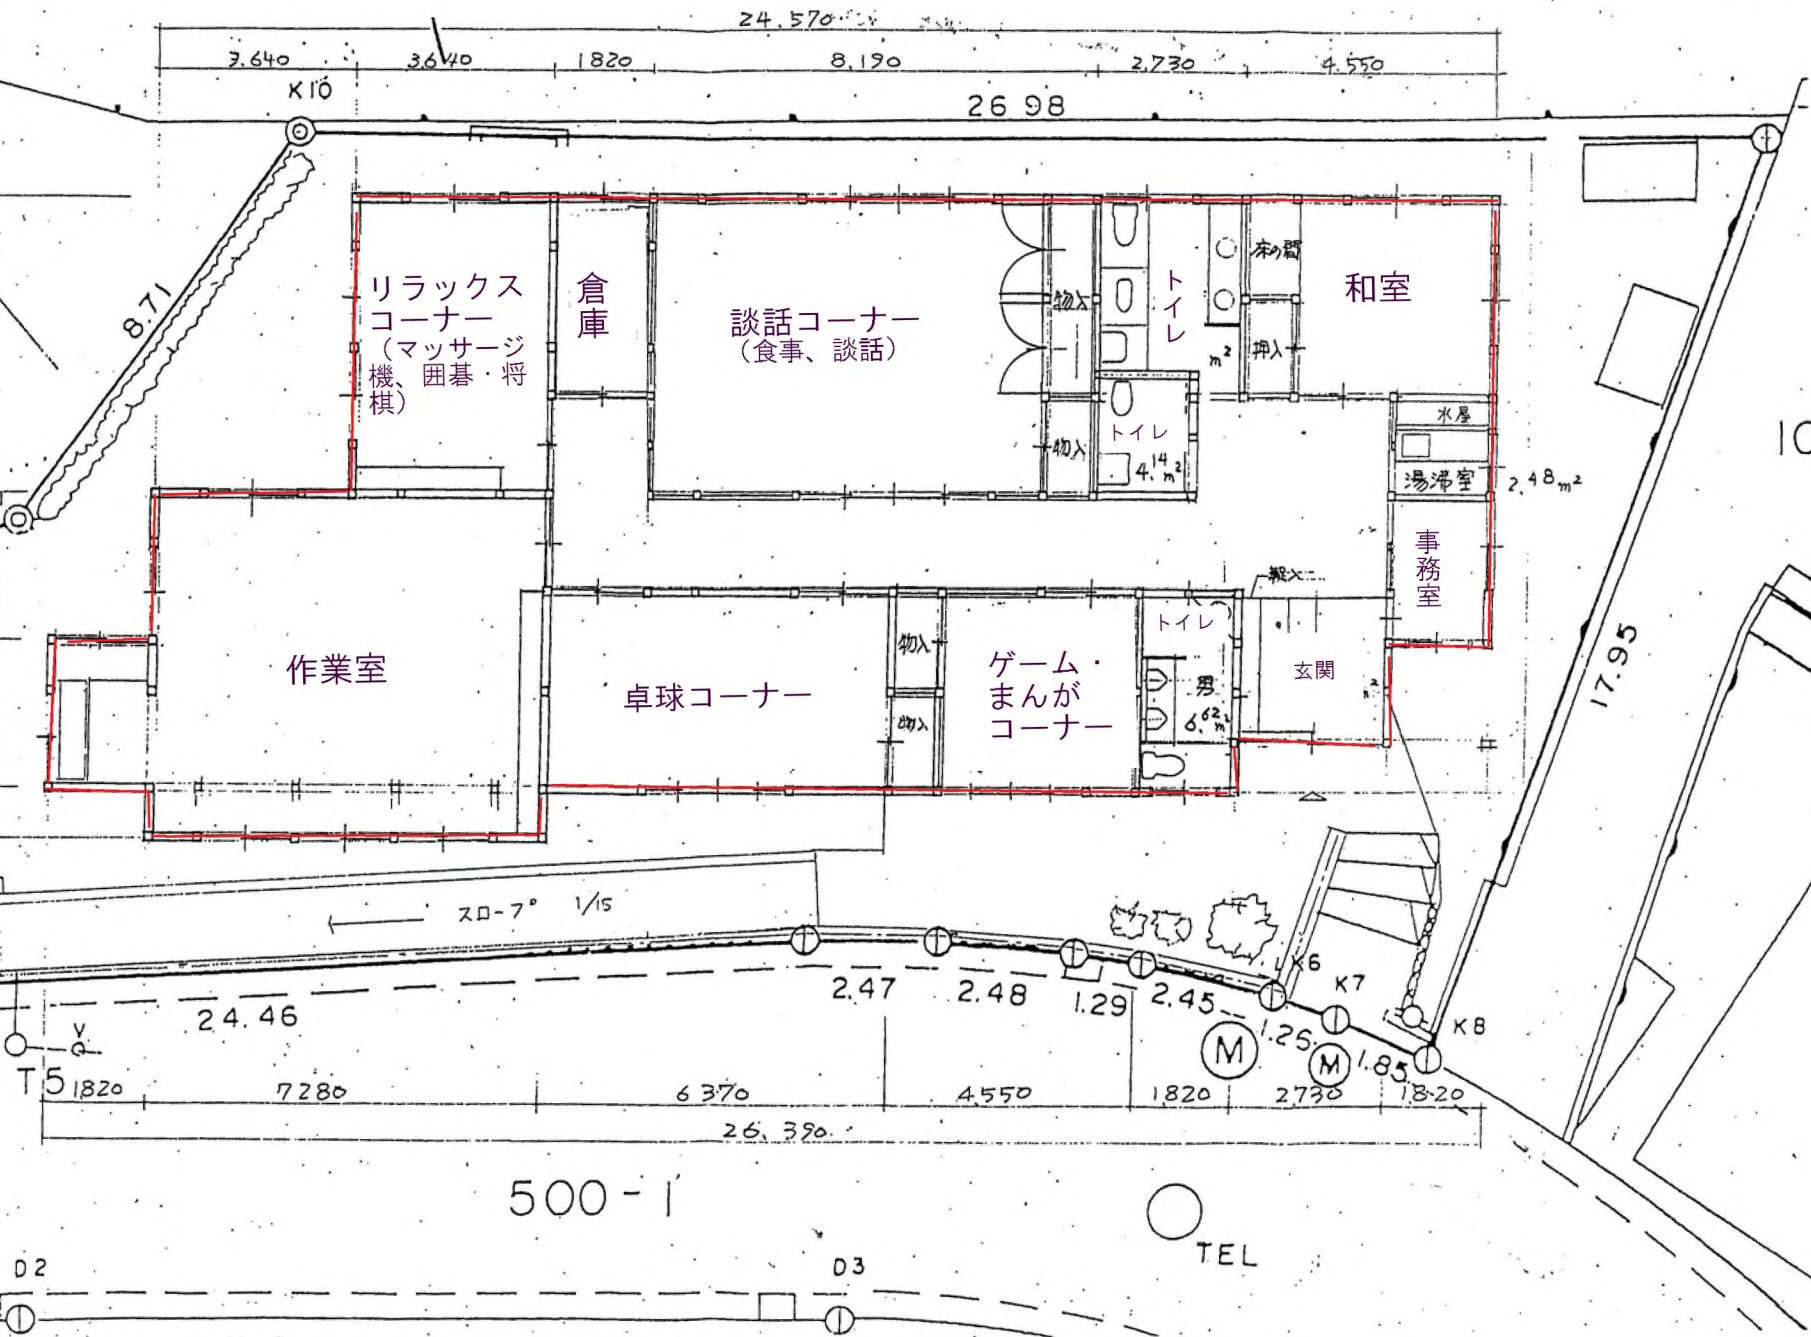 24.570
3.640
3.640
1820
8.190
2.730
4.550
K10
26 98
8.71
リラックス
コーナー
(マッサージ
機、囲碁・将
棋)
倉
庫
談話コーナー
(食事、談話)
物入
物入
ト
イ
レ
m²
床の間
押入
和室
トイレ
4.14m²
水屋
湯沸室
2.48m²
事
務
室
17.95
10
作業室
卓球コーナー
物入
物入
ゲーム・
まんが
コーナー
トイレ
男
6.62m²
玄関
スロープ 1/15
24.46
2.47
2.48
1.29
2.45
K6
1.25
K7
1.85
K8
M
M
V
T5
1820
7280
6370
4.550
1820
2730
1820
26.390
500-1
TEL
D2
D3